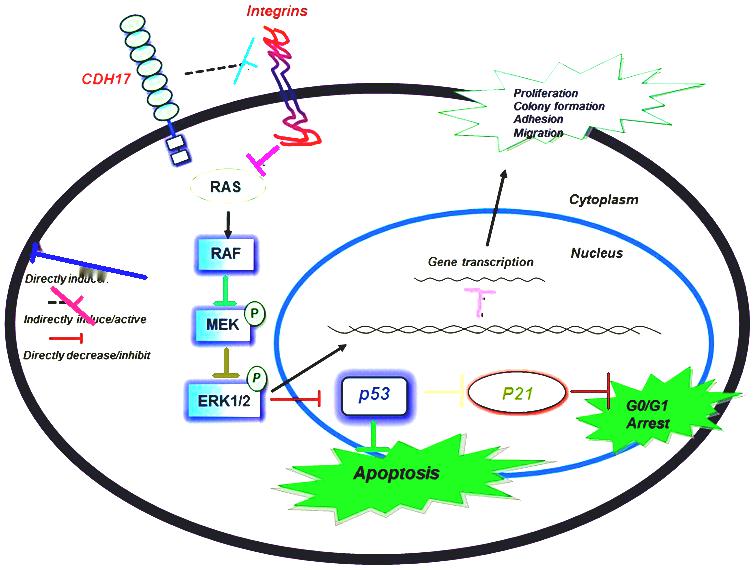 Integrins
CDH17
Proliferation
Colony formation
Adhesion
Migration
RAS
Cytoplasm
RAF
Nucleus
Gene transcription
Directly
MEK
P
Indirectly induce/active
Directly decrease/inhibit
P
ERK1/2
p53
P21
G0/G1
Arrest
Apoptosis